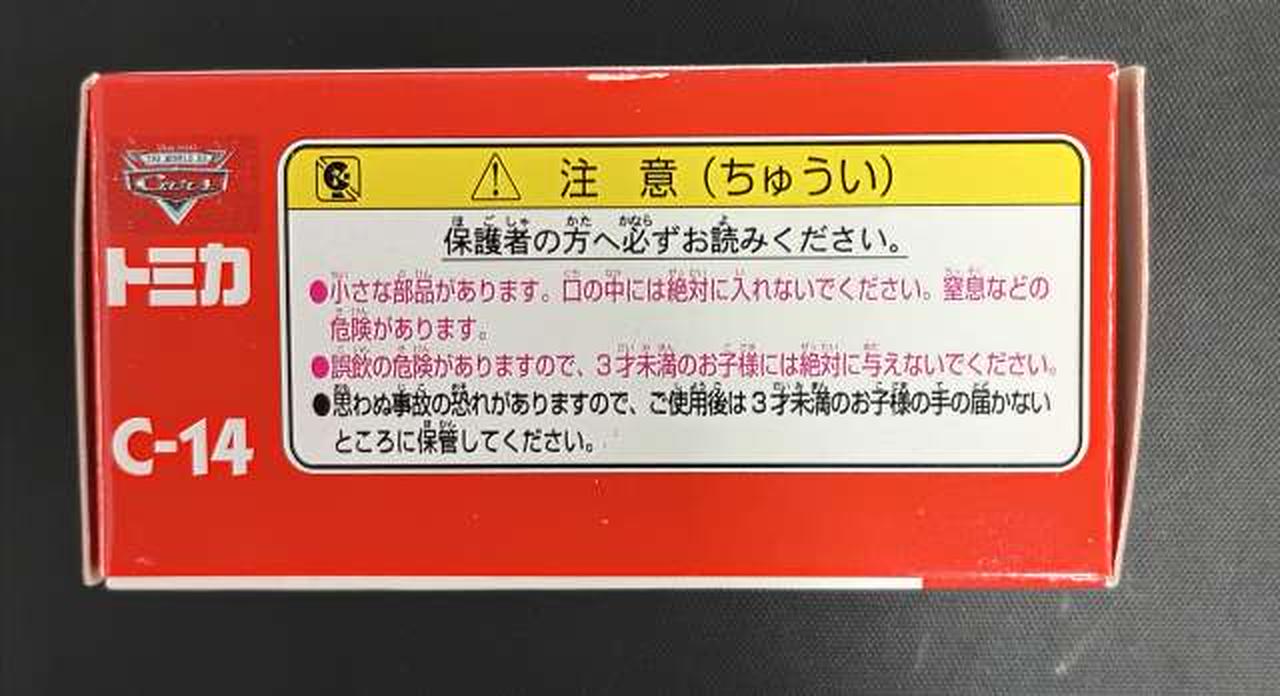 THE WORLD OF
Cars
トミカ
C-14
注 意（ちゅうい）
保護者の方へ必ずお読みください。
●小さな部品があります。口の中には絶対に入れないでください。窒息などの
危険があります。
●誤飲の危険がありますので、3才未満のお子様には絶対に与えないでください。
●思わぬ事故の恐れがありますので、ご使用後は3才未満のお子様の手の届かない
ところに保管してください。